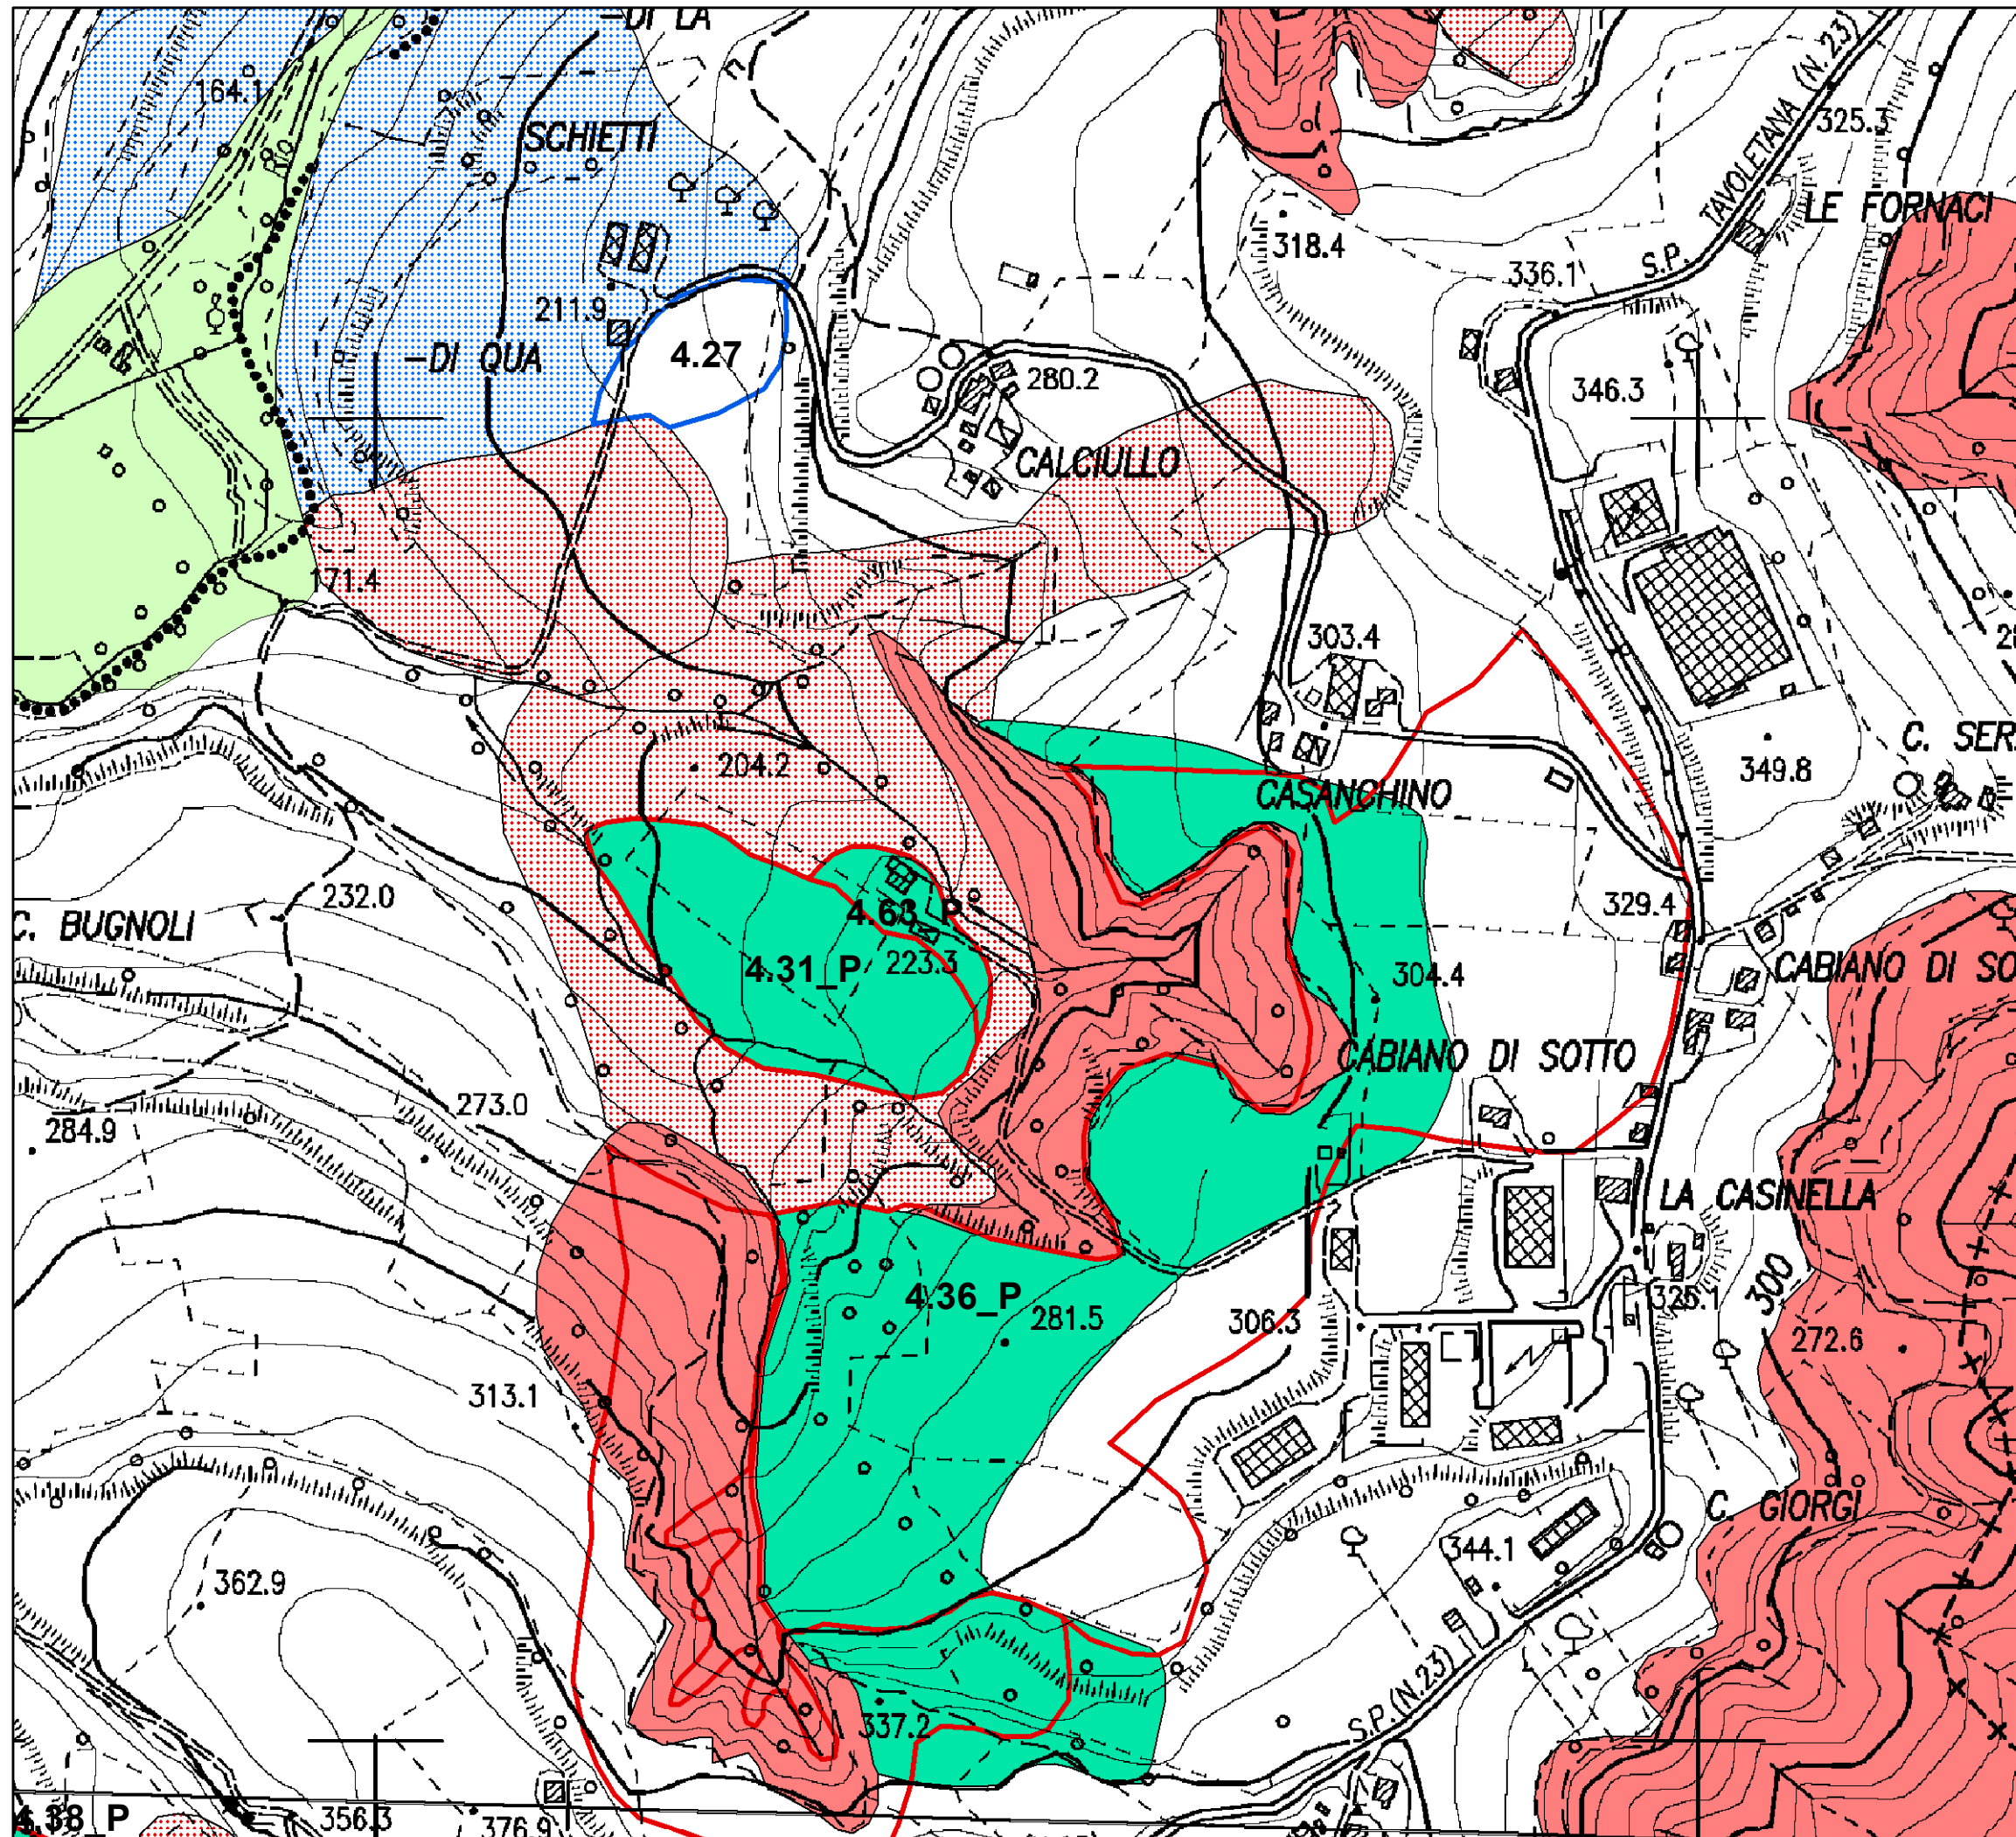 -DI LA
164.1
SCHIETTI
TAVOLETANA (N.23)
325.3
LE FORNACI
318.4
S.P.
336.1
211.9
-DI QUA
4.27
280.2
346.3
CALCIULLO
171.4
303.4
C. SER
349.8
204.2
CASANGHINO
232.0
C. BUGNOLI
329.4
4.63_P
4.31_P
223.3
304.4
CABIANO DI SO
CABIANO DI SOTTO
273.0
284.9
LA CASINELLA
300
4.36_P
281.5
306.3
325.1
272.6
313.1
C. GIORGI
344.1
362.9
337.2
S.P.(N.23)
4.38_P
356.3
376.9